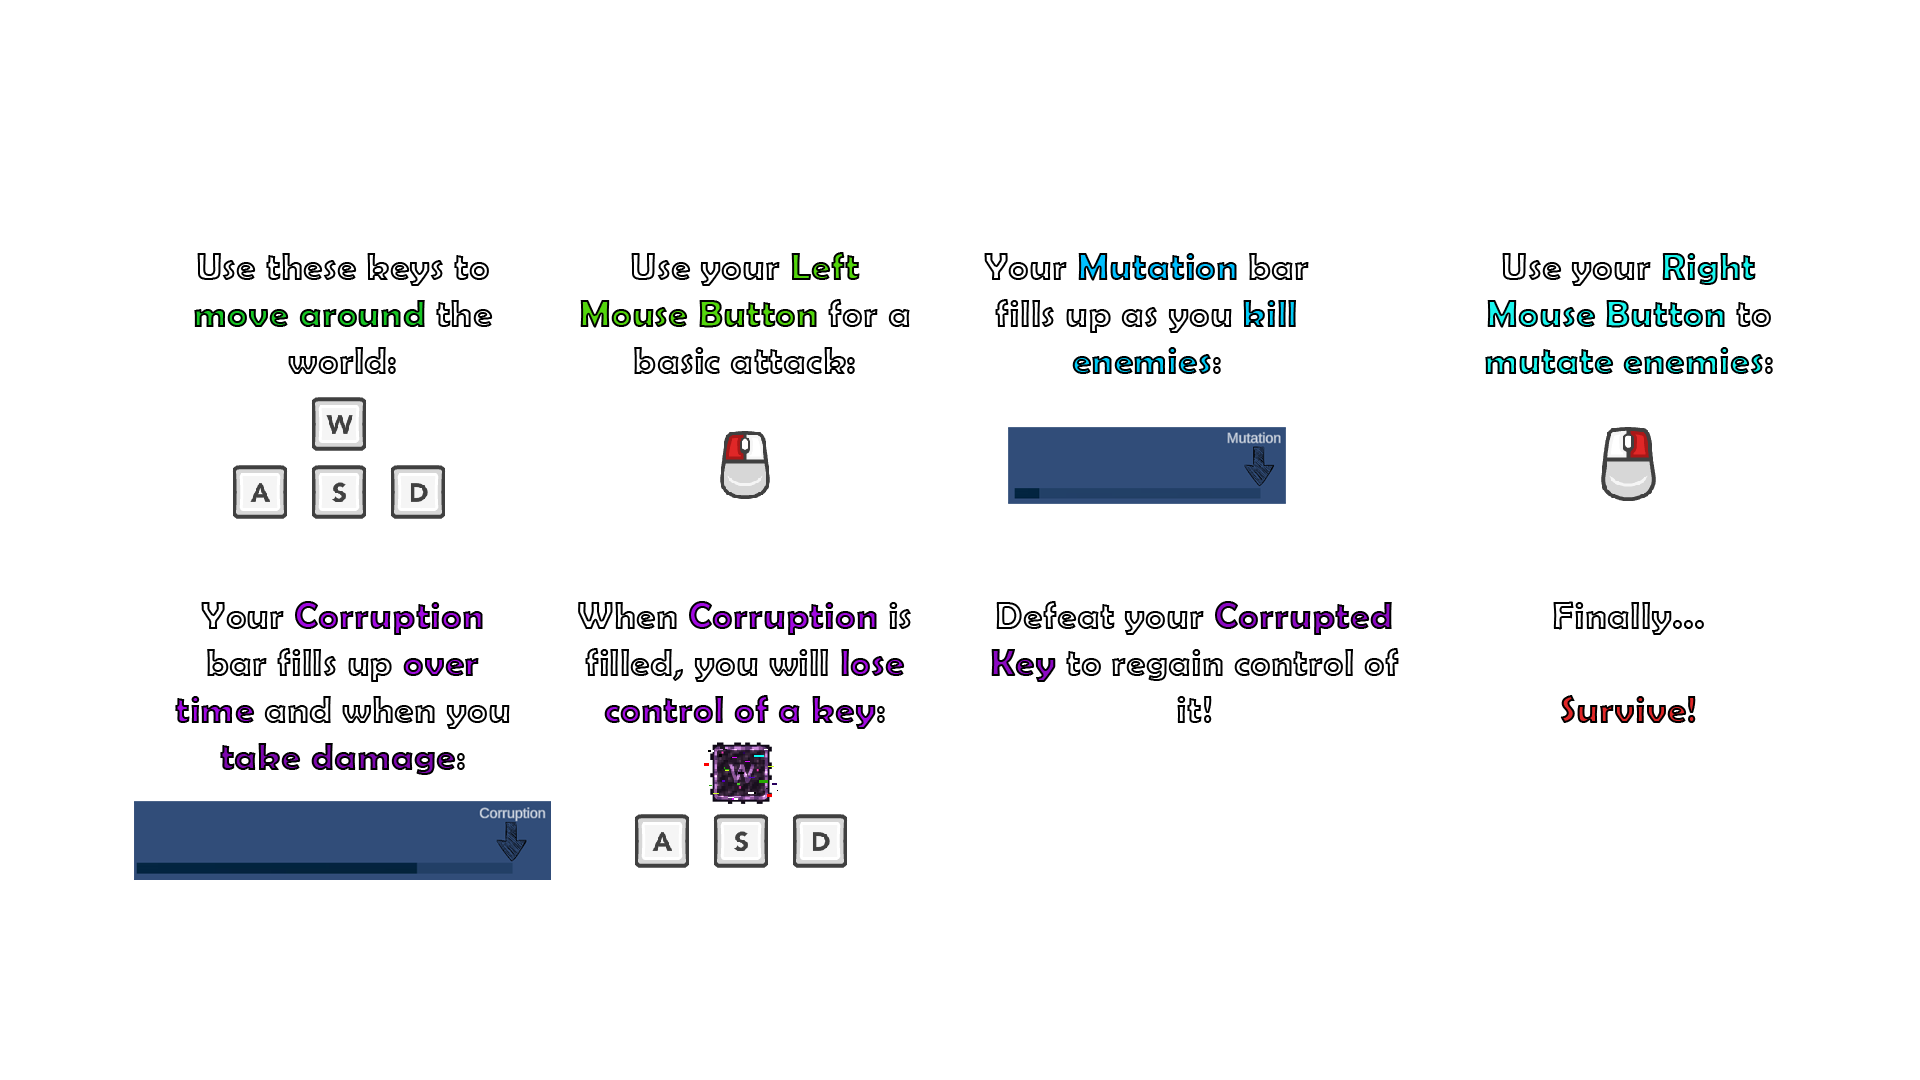 Use these keys to
move around the
world:
W
A S D
Use your Left
Mouse Button for a
basic attack:
Your Mutation bar
fills up as you kill
enemies:
Mutation
Use your Right
Mouse Button to
mutate enemies:
Your Corruption
bar fills up over
time and when you
take damage:
Corruption
When Corruption is
filled, you will lose
control of a key:
W
A S D
Defeat your Corrupted
Key to regain control of
it!
Finally...
Survive!